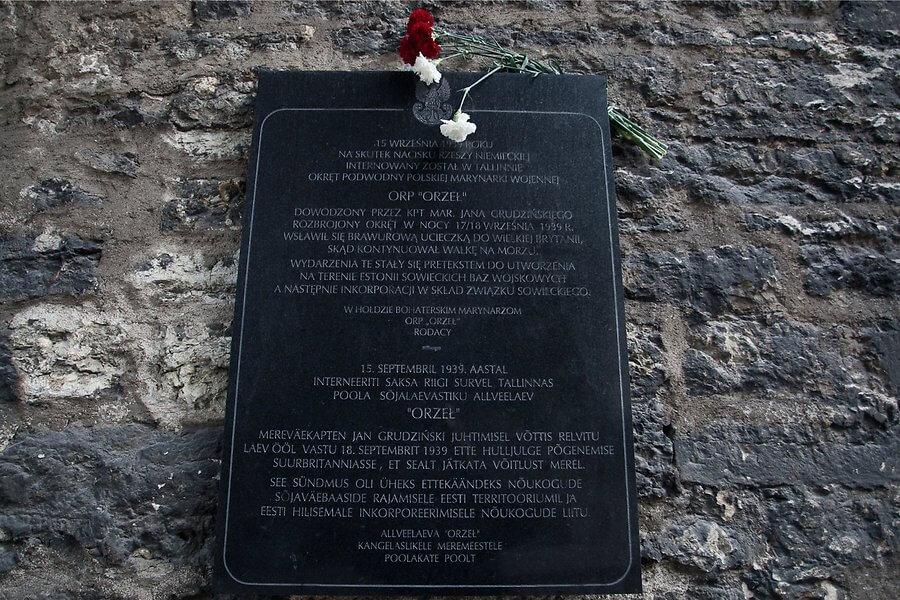 15 WRZEŚNIA 1939 ROKU
NA SKUTEK NACISKU RZESZY NIEMIECKIEJ
INTERNOWANY ZOSTAŁ W TALLINNIE
OKRĘT PODWODNY POLSKIEJ MARYNARKI WOJENNEJ
ORP "ORZEŁ"
DOWODZONY PRZEZ KPT MAR. JANA GRUDZIŃSKIEGO
ROZBROJONY OKRĘT W NOCY 17/18 WRZEŚNIA 1939 R.
WSŁAWIŁ SIĘ BRAWUROWĄ UCIECZKĄ DO WIELKIEJ BRYTANII,
SKĄD KONTYNUOWAŁ WALKĘ NA MORZU.
WYDARZENIA TE STAŁY SIĘ PRETEKSTEM DO UTWORZENIA
NA TERENIE ESTONII SOWIECKICH BAZ WOJSKOWYCH
A NASTĘPNIE INKORPORACJI W SKŁAD ZWIĄZKU SOWIECKIEGO.
W HOŁDZIE BOHATERSKIM MARYNARZOM
ORP „ORZEŁ"
RODACY
15. SEPTEMBRIL 1939. AASTAL
INTERNEERITI SAKSA RIIGI SURVEL TALLINNAS
POOLA SÕJALAEVASTIKU ALLVEELAEV
"ORZEŁ"
MEREVÄEKAPTEN JAN GRUDZIŃSKI JUHTIMISEL VÕTTIS RELVITU
LAEV ÖÖL VASTU 18. SEPTEMBRIT 1939 ETTE HULLJULGE PÕGENEMISE
SUURBRITANNIASSE, ET SEALT JÄTKATA VÕITLUST MEREL.
SEE SÜNDMUS OLI ÜHEKS ETTEKÄÄNDEKS NÕUKOGUDE
SÕJAVÄEBAASIDE RAJAMISELE EESTI TERRITOORIUMIL JA
EESTI HILISEMALE INKORPOREERIMISELE NÕUKOGUDE LIITU.
ALLVEELAEVA "ORZEŁ"
KANGELASLIKELE MEREMEESTELE
POOLAKATE POOLT